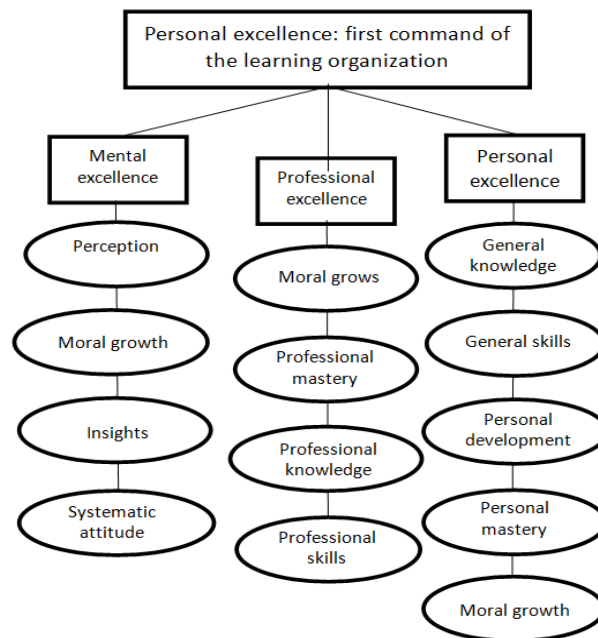 Personal excellence: first command of
the learning organization
Mental
excellence
Perception
Moral growth
Insights
Systematic
attitude
Professional
excellence
Moral grows
Professional
mastery
Professional
knowledge
Professional
skills
Personal
excellence
General
knowledge
General skills
Personal
development
Personal
mastery
Moral growth